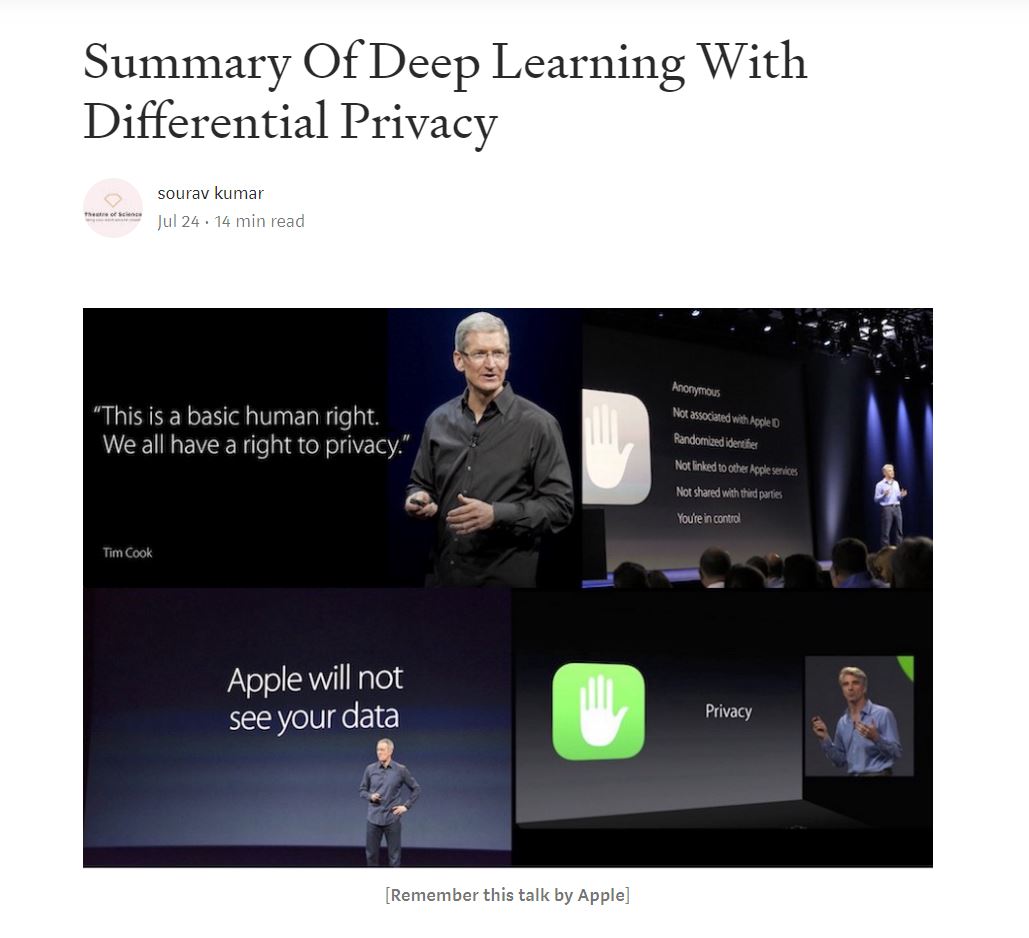 Summary Of Deep Learning With
Differential Privacy
Theatre of Science
sourav kumar
Jul 24 · 14 min read
“This is a basic human right.
We all have a right to privacy.”
Tim Cook
Anonymous
Not associated with Apple ID
Randomized identifier
Not linked to other Apple services
Not shared with third parties
You're in control
Apple will not
see your data
Privacy
[Remember this talk by Apple]